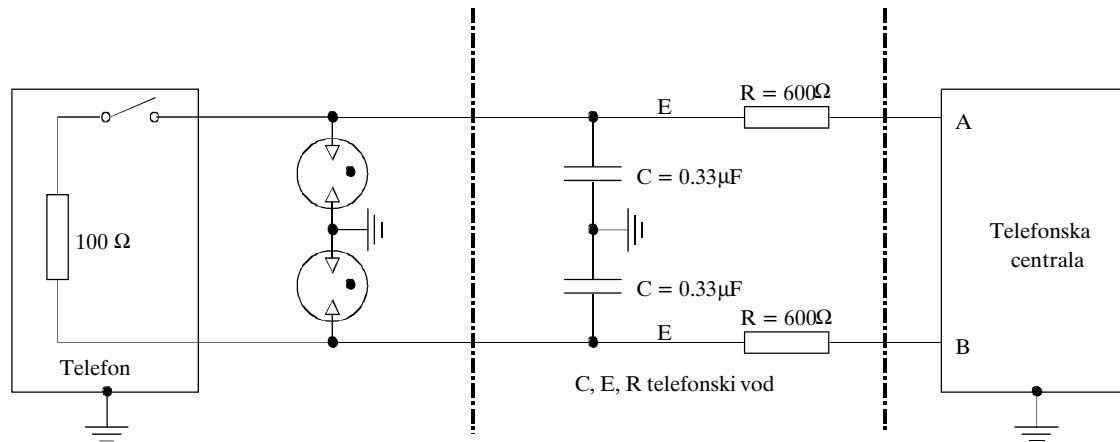 R = 600Ω
E
A
C = 0.33µF
100 Ω
Telefonska
centrala
C = 0.33µF
R = 600Ω
E
B
Telefon
C, E, R telefonski vod